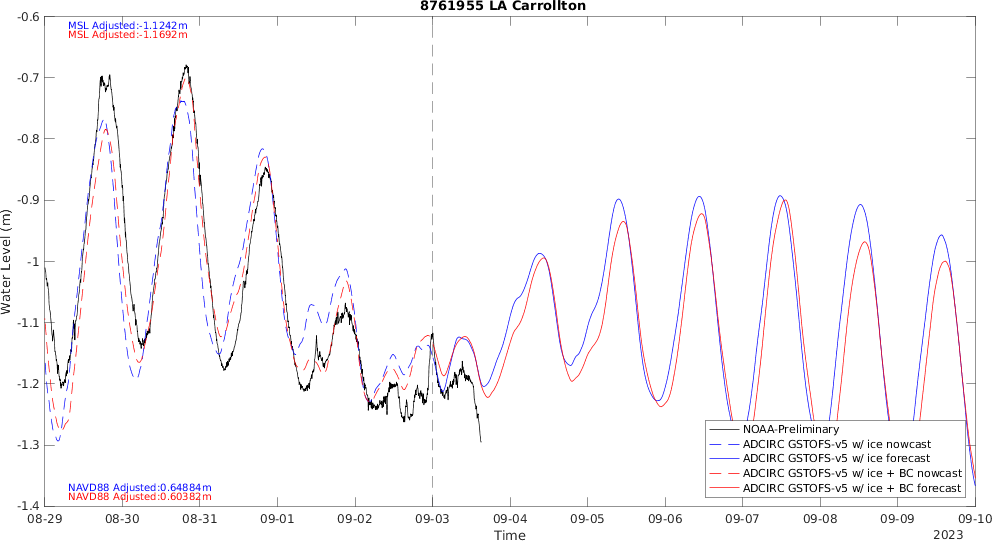 8761955 LA Carrollton
MSL Adjusted:-1.1242m
MSL Adjusted:-1.1692m
-0.6
-0.7
-0.8
-0.9
-1
-1.1
-1.2
-1.3
-1.4
Water Level (m)
NOAA-Preliminary
ADCIRC GSTOFS-v5 w/ ice nowcast
ADCIRC GSTOFS-v5 w/ ice forecast
ADCIRC GSTOFS-v5 w/ ice + BC nowcast
ADCIRC GSTOFS-v5 w/ ice + BC forecast
NAVD88 Adjusted:0.64884m
NAVD88 Adjusted:0.60382m
08-29 08-30 08-31 09-01 09-02 09-03 09-04 09-05 09-06 09-07 09-08 09-09 09-10
Time
2023